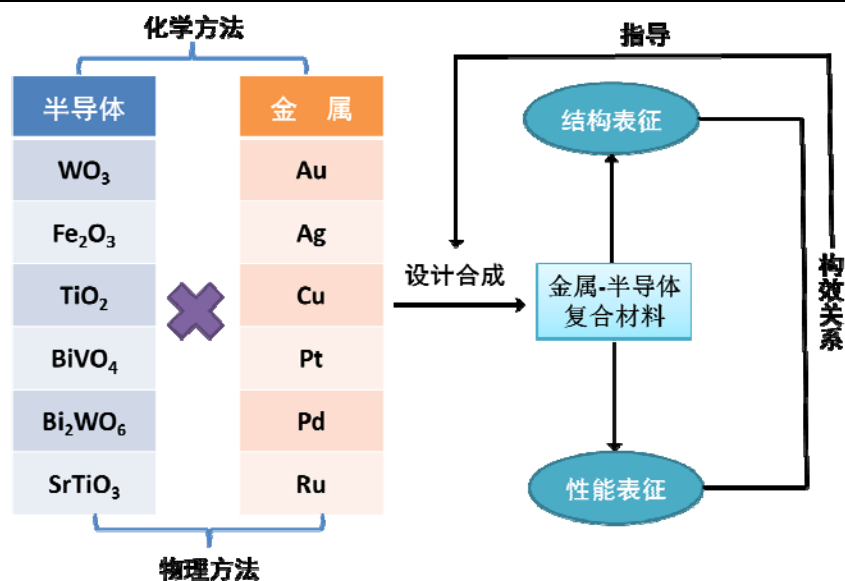 化学方法
指导
半导体
金 属
结构表征
WO₃
Au
Fe₂O₃
Ag
TiO₂
Cu
设计合成
金属-半导体
复合材料
构效关系
BiVO₄
Pt
Bi₂WO₆
Pd
SrTiO₃
Ru
性能表征
物理方法